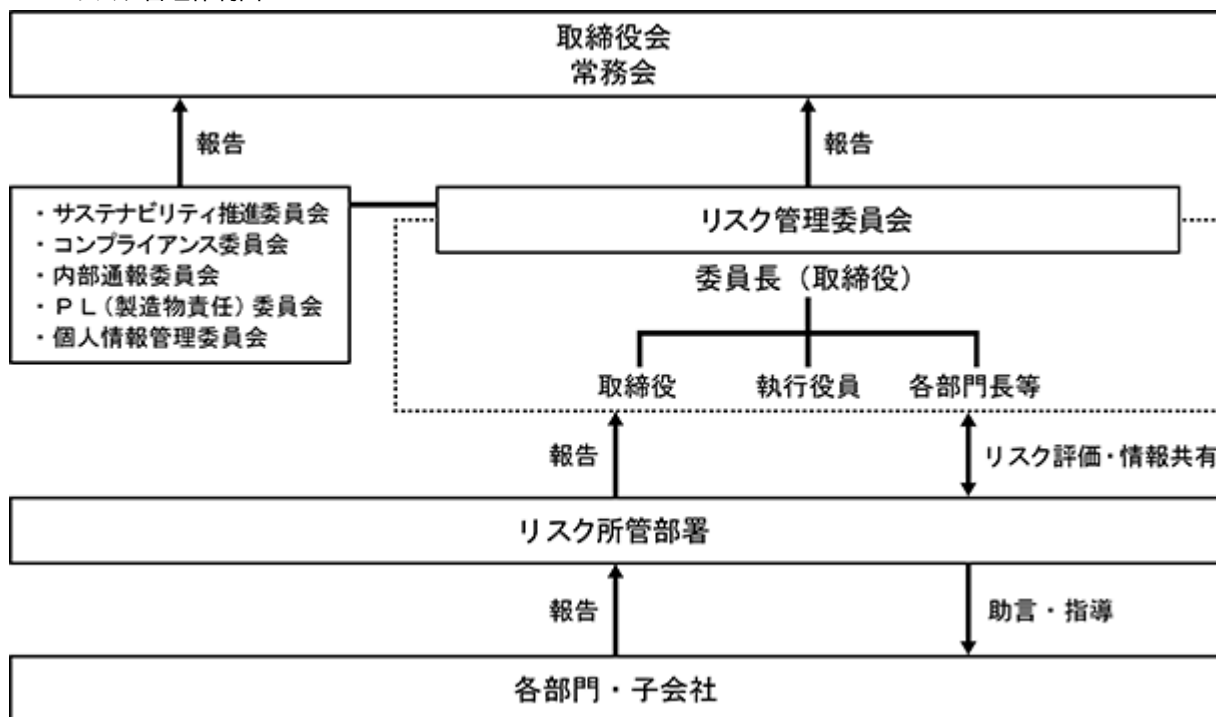 取締役会
常務会
報告
報告
・サステナビリティ推進委員会
・コンプライアンス委員会
・内部通報委員会
・ＰＬ（製造物責任）委員会
・個人情報管理委員会
リスク管理委員会
委員長（取締役）
取締役
執行役員
各部門長等
報告
リスク評価・情報共有
リスク所管部署
報告
助言・指導
各部門・子会社